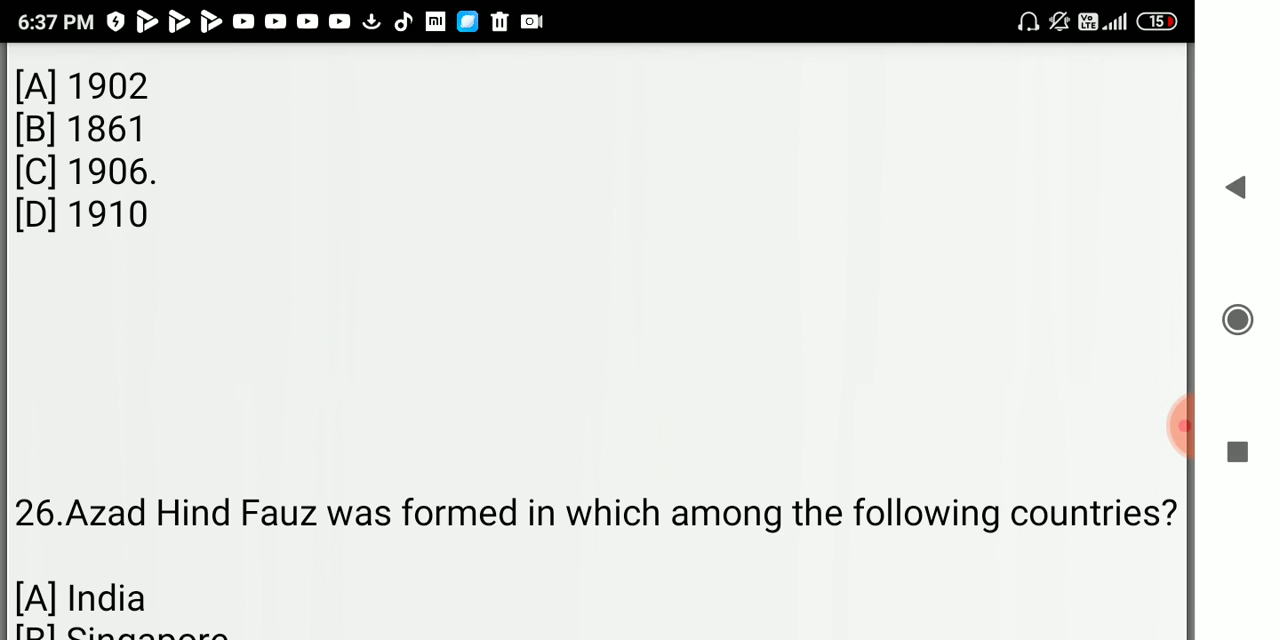 6:37 PM
15
[A] 1902
[B] 1861
[C] 1906.
[D] 1910
26.Azad Hind Fauz was formed in which among the following countries?
[A] India
[B] Singapore